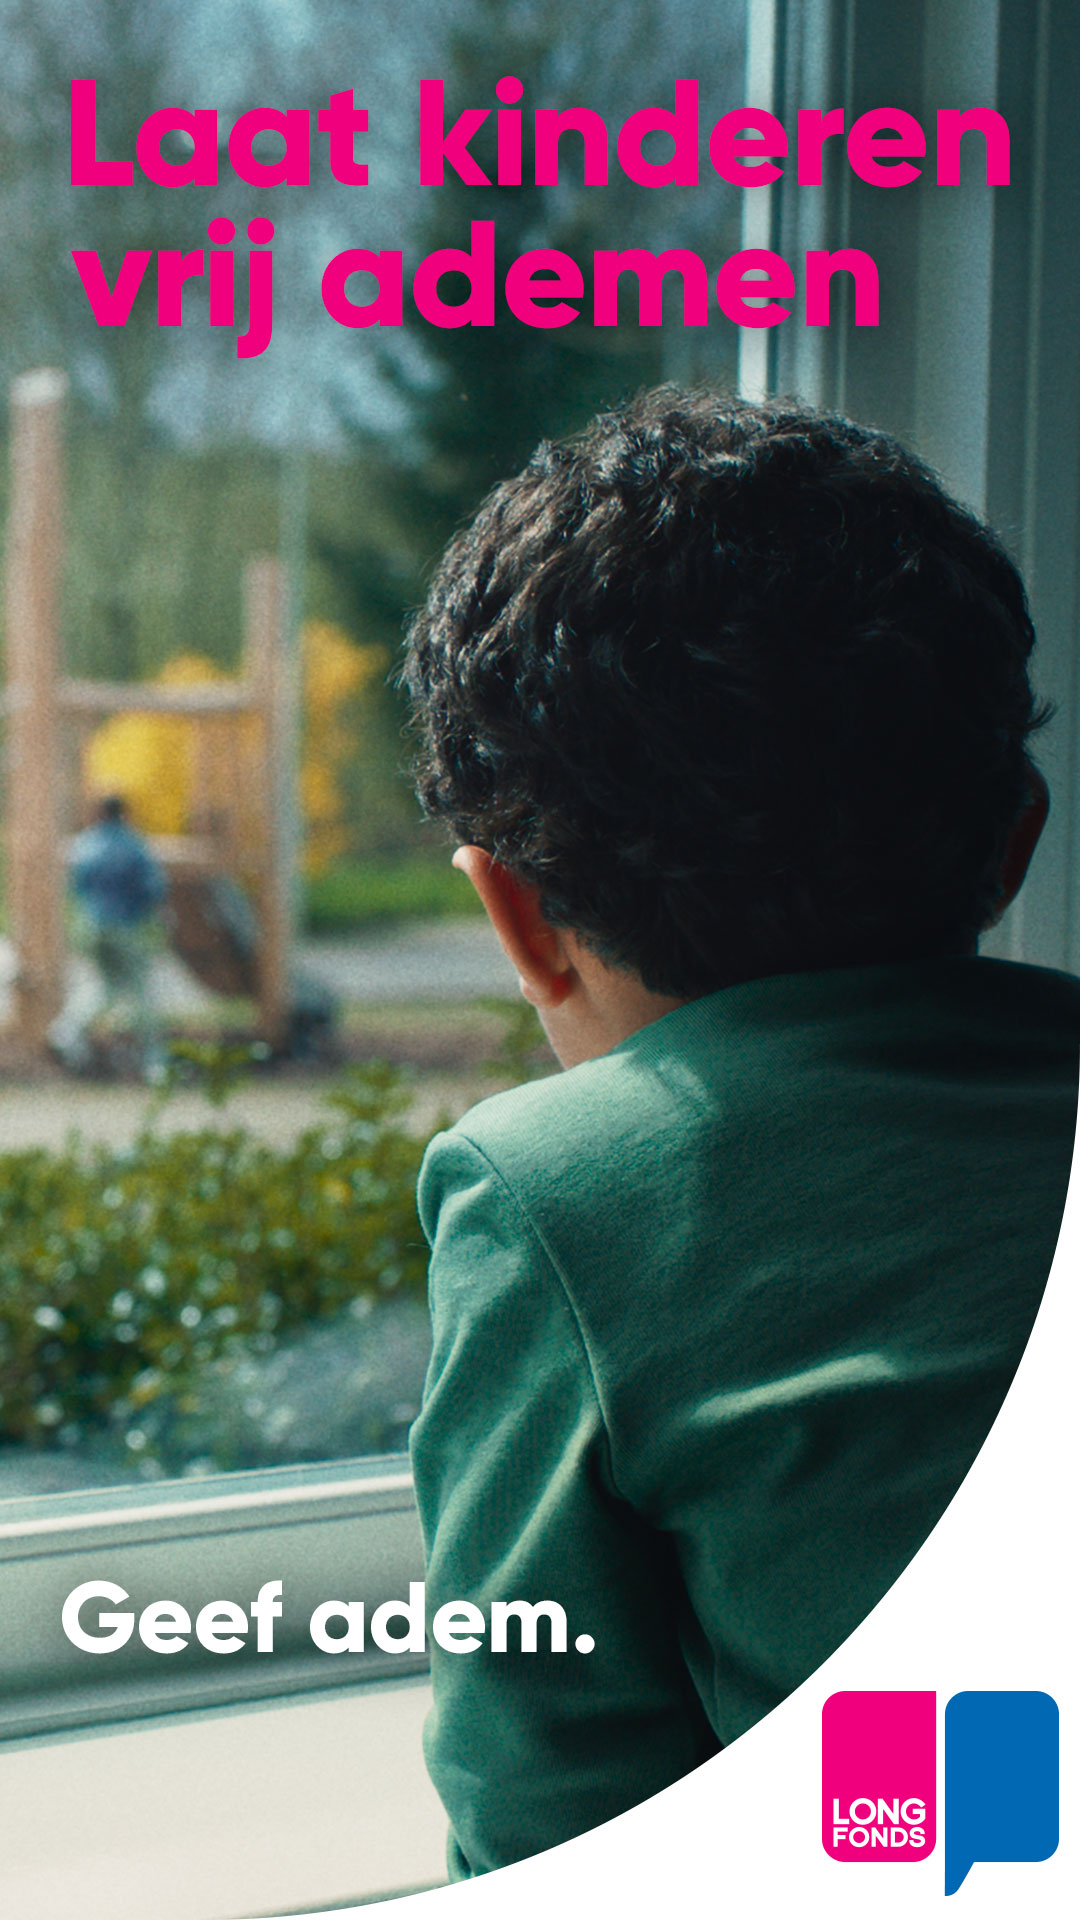 Laat kinderen
vrij ademen
Geef adem.
LONG
FONDS